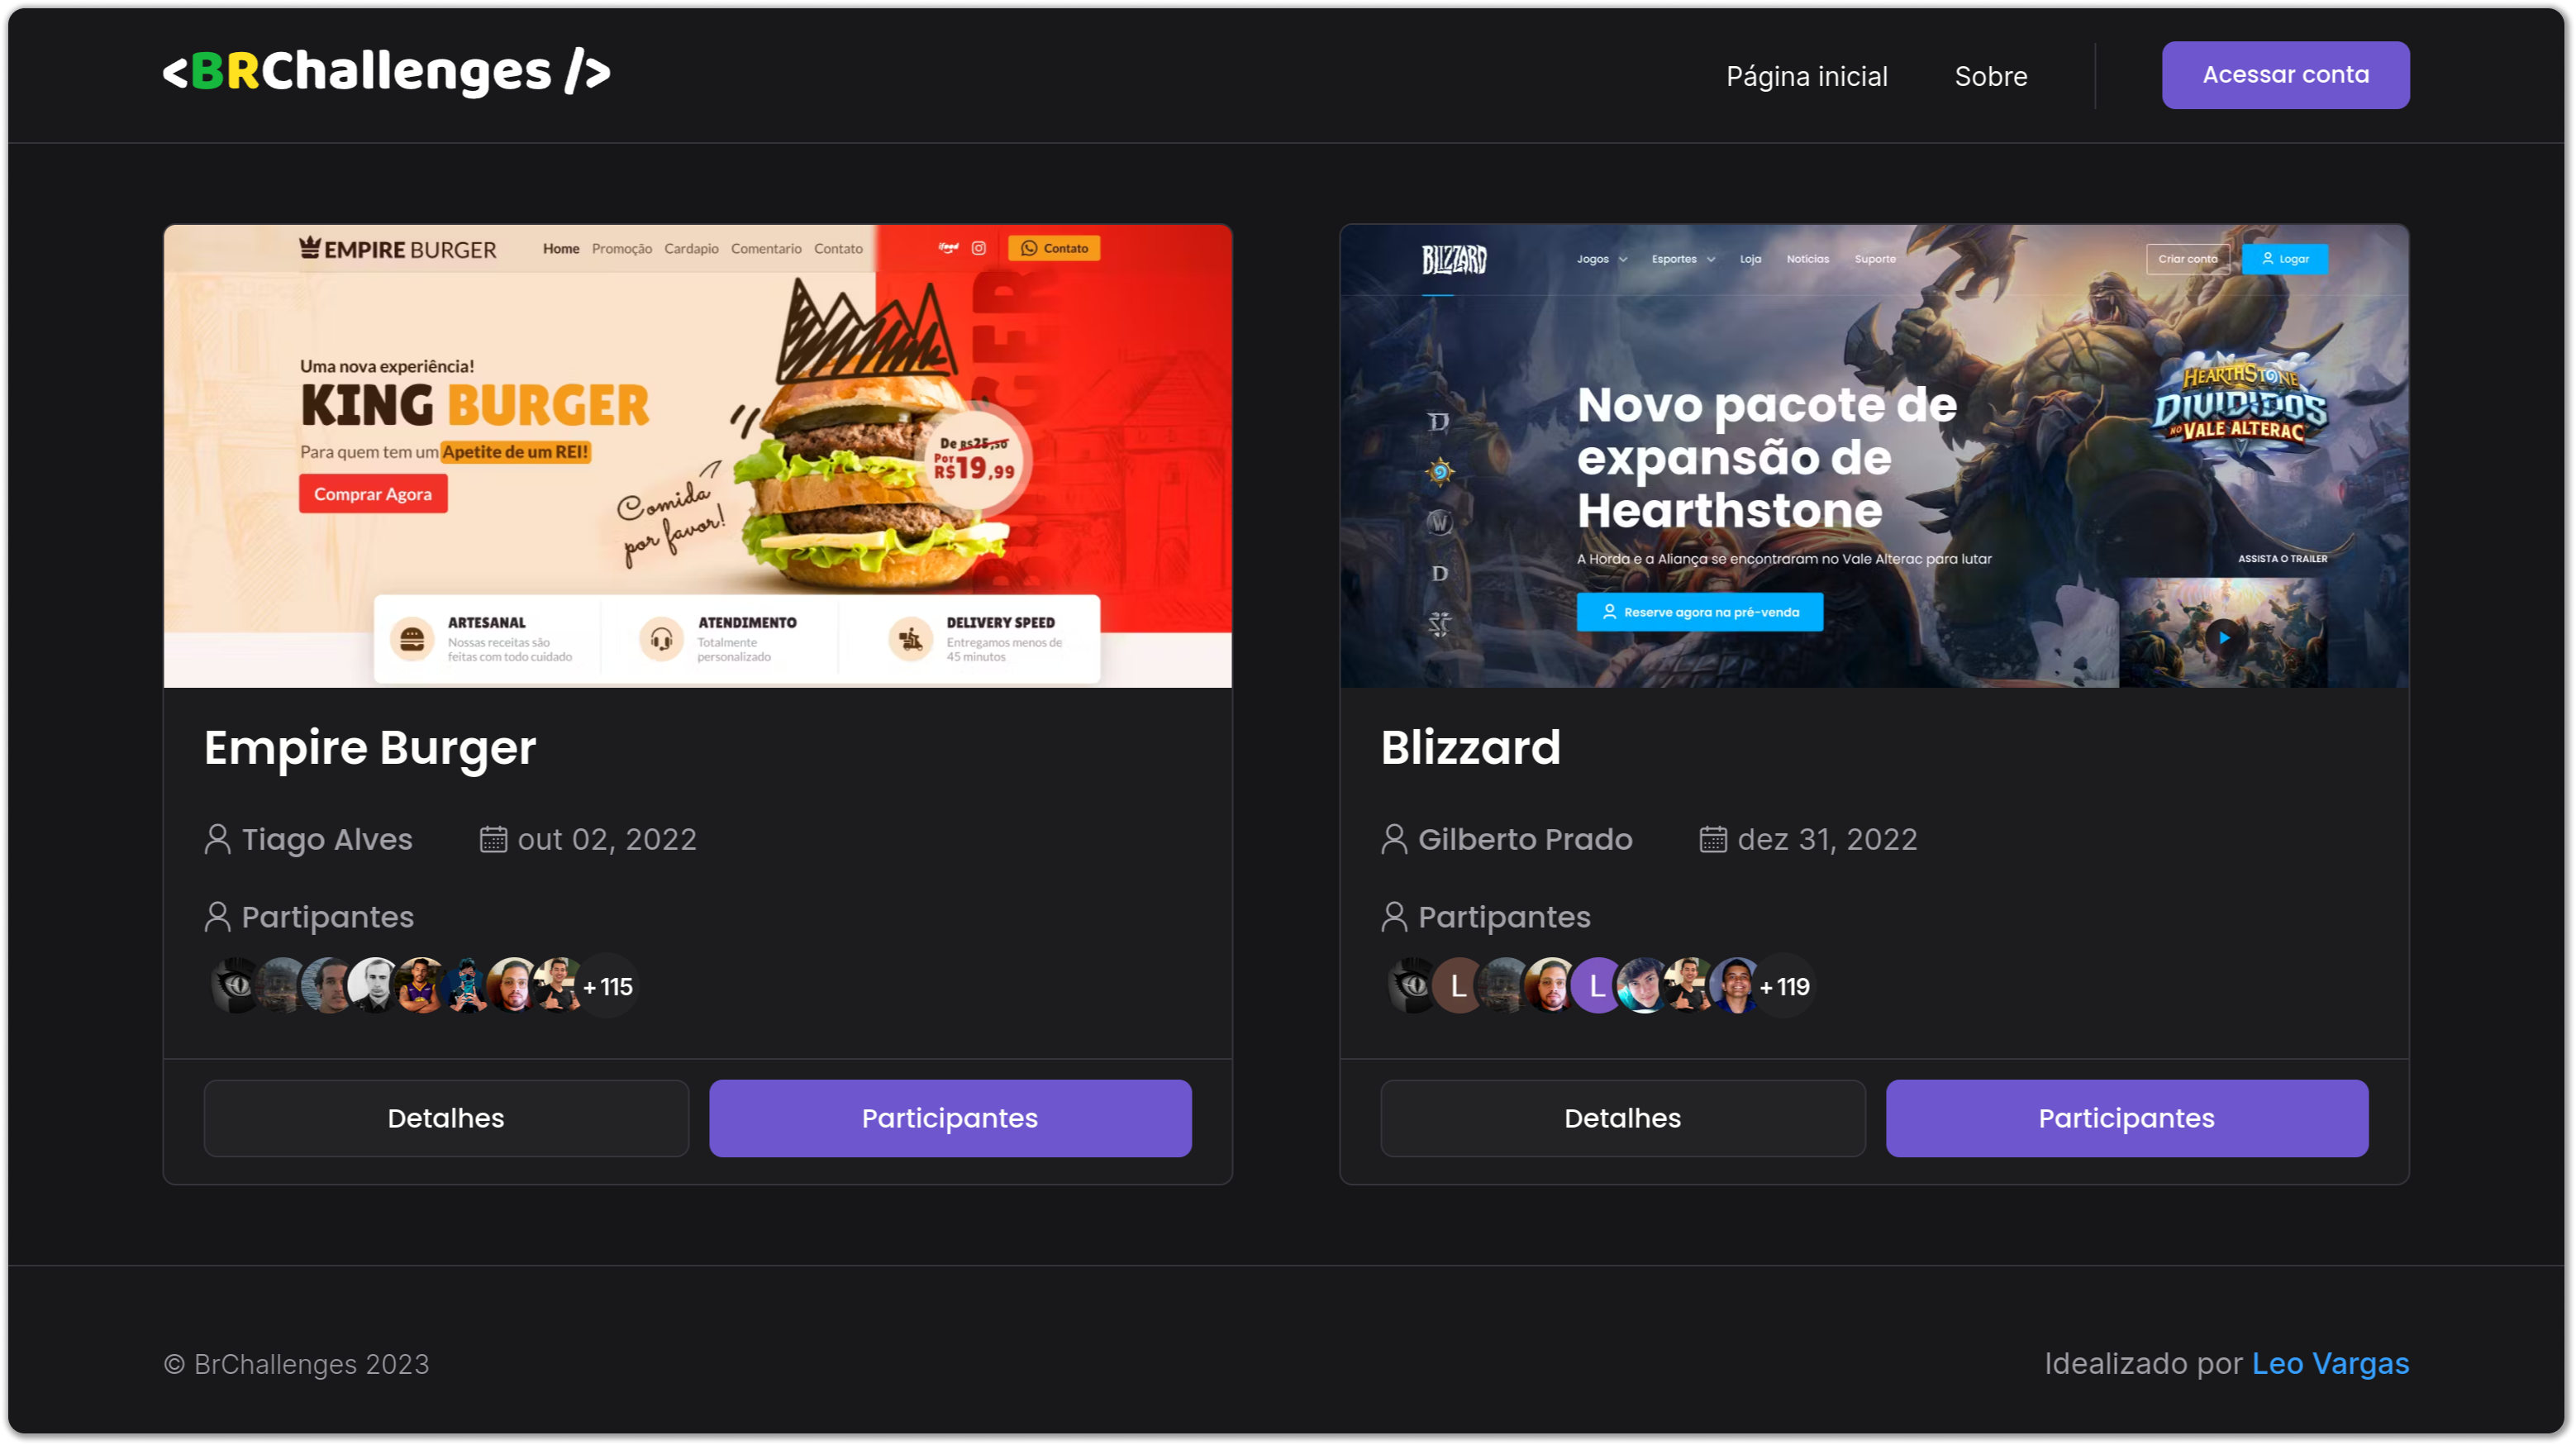 <BRChallenges />
Página inicial
Sobre
Acessar conta
EMPIRE BURGER
Home
Promoção
Cardapio
Comentario
Contato
ifood
Contato
Uma nova experiência!
KING BURGER
Para quem tem um Apetite de um REI!
Comprar Agora
Comida
por favor!
BURGER
De R$25,50
Por
R$19,99
ARTESANAL
Nossas receitas são
feitas com todo cuidado
ATENDIMENTO
Totalmente
personalizado
DELIVERY SPEED
Entregamos menos de
45 minutos
Empire Burger
Tiago Alves
out 02, 2022
Partipantes
+115
Detalhes
Participantes
BLIZZARD
Jogos
Esportes
Loja
Noticias
Suporte
Criar conta
Logar
Novo pacote de
expansão de
Hearthstone
A Horda e a Aliança se encontraram no Vale Alterac para lutar
Reserve agora na pré-venda
HEARTHSTONE
DIVIDIDOS
NO VALE ALTERAC
ASSISTA O TRAILER
Blizzard
Gilberto Prado
dez 31, 2022
Partipantes
L
L
+119
Detalhes
Participantes
© BrChallenges 2023
Idealizado por Leo Vargas